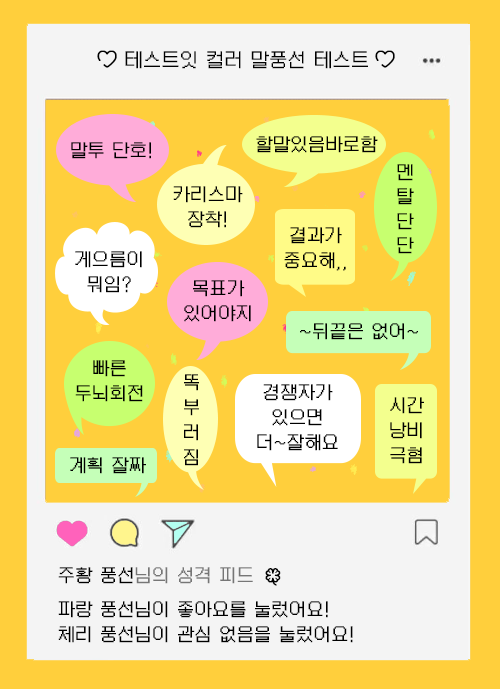 ♡ 테스트잇 컬러 말풍선 테스트 ♡
말투 단호!
할말있음바로함
카리스마
장착!
멘
탈
단
단
결과가
중요해,,
게으름이
뭐임?
목표가
있어야지
~뒤끝은 없어~
빠른
두뇌회전
똑
부
러
짐
경쟁자가
있으면
더~잘해요
시간
낭비
극혐
계획 잘짜
주황 풍선님의 성격 피드
파랑 풍선님이 좋아요를 눌렀어요!
체리 풍선님이 관심 없음을 눌렀어요!